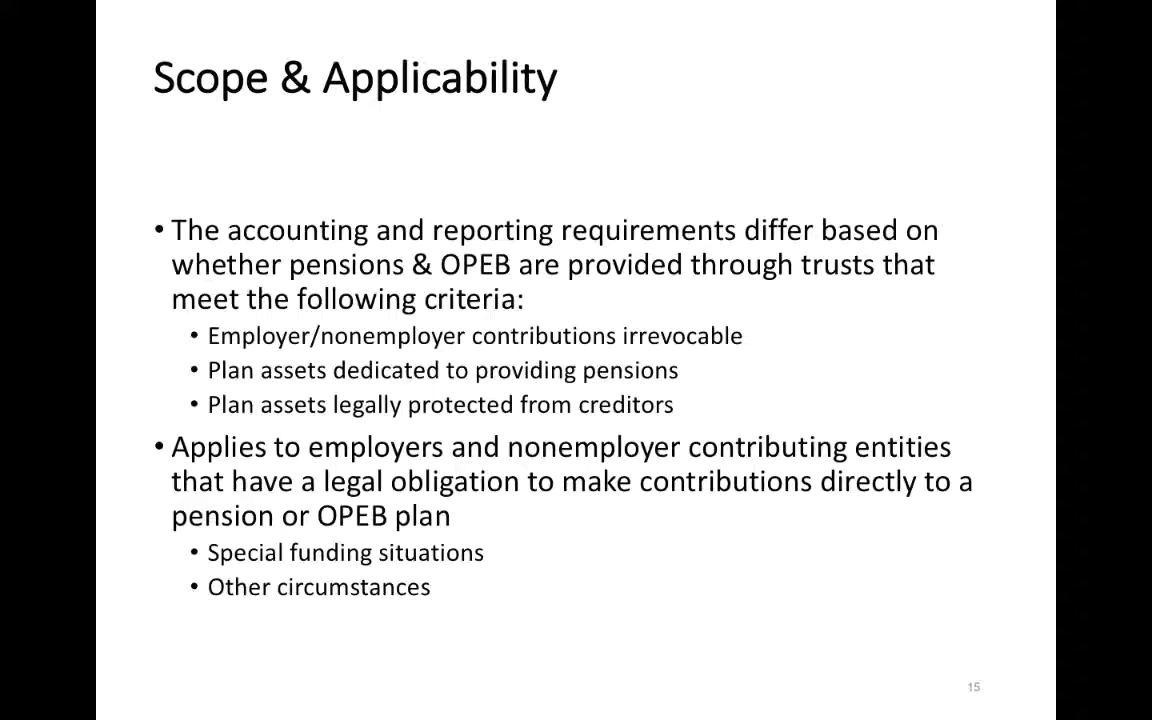 Scope & Applicability
• The accounting and reporting requirements differ based on
whether pensions & OPEB are provided through trusts that
meet the following criteria:
• Employer/nonemployer contributions irrevocable
• Plan assets dedicated to providing pensions
• Plan assets legally protected from creditors
• Applies to employers and nonemployer contributing entities
that have a legal obligation to make contributions directly to a
pension or OPEB plan
• Special funding situations
• Other circumstances
15